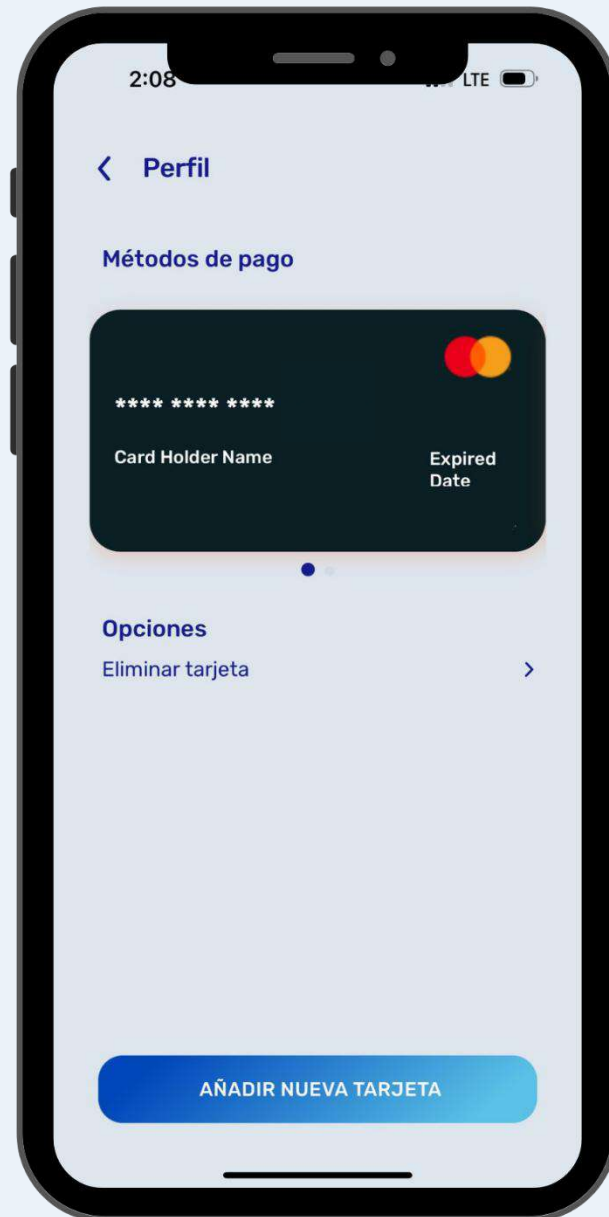 2:08
LTE
Perfil
Métodos de pago
**** **** ****
Card Holder Name
Expired
Date
Opciones
Eliminar tarjeta
AÑADIR NUEVA TARJETA